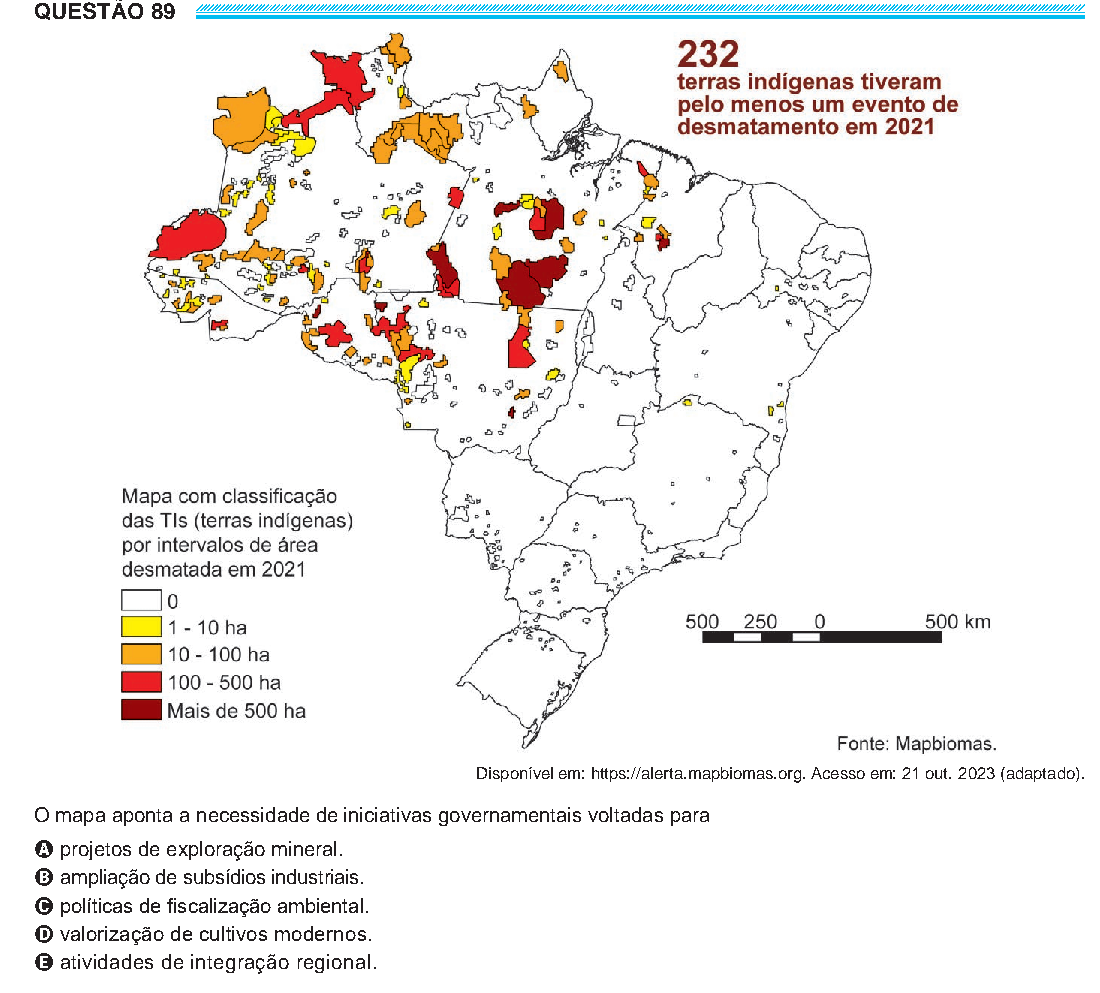 QUESTÃO 89
232
terras indígenas tiveram
pelo menos um evento de
desmatamento em 2021
Mapa com classificação
das TIs (terras indígenas)
por intervalos de área
desmatada em 2021
0
1 - 10 ha
10 - 100 ha
100 - 500 ha
Mais de 500 ha
500 250 0 500 km
Fonte: Mapbiomas.
Disponível em: https://alerta.mapbiomas.org. Acesso em: 21 out. 2023 (adaptado).
O mapa aponta a necessidade de iniciativas governamentais voltadas para
A projetos de exploração mineral.
B ampliação de subsídios industriais.
C políticas de fiscalização ambiental.
D valorização de cultivos modernos.
E atividades de integração regional.